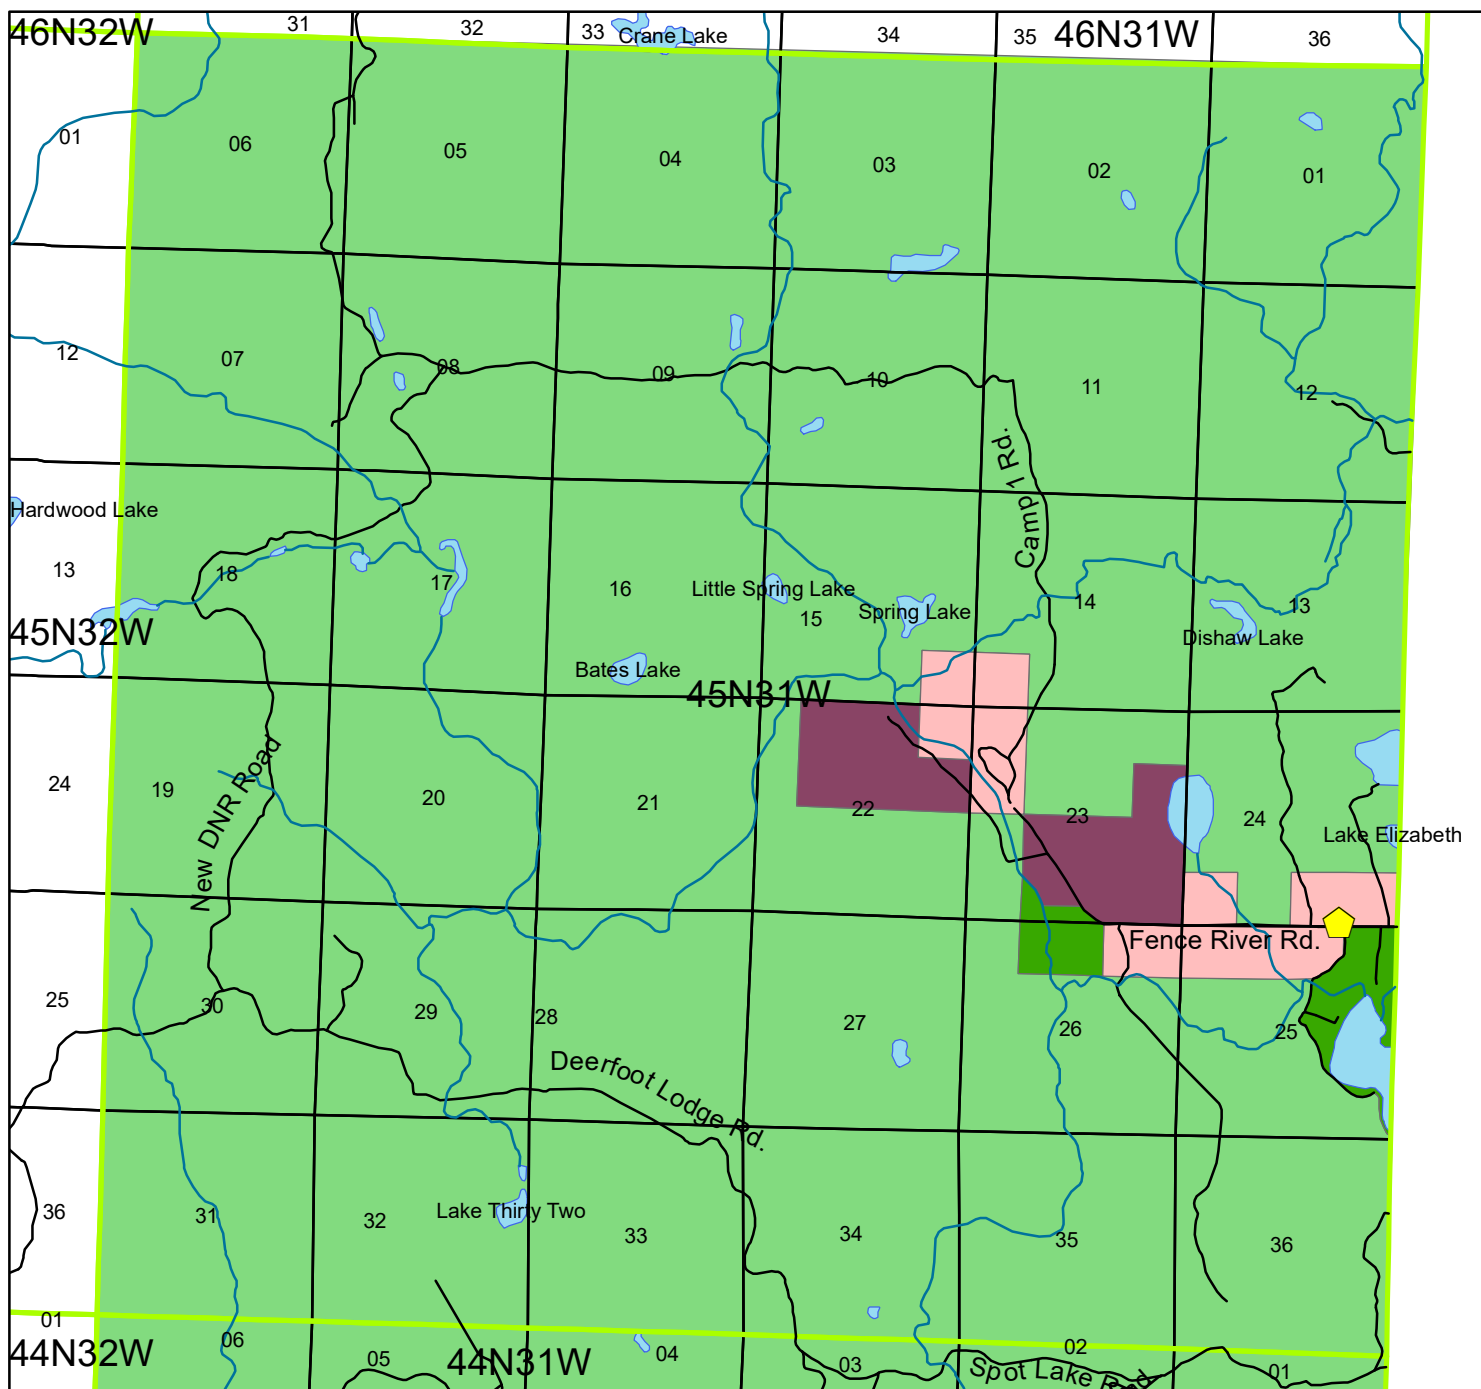 31 32 33 Crane Lake 34 35 46N31W 36
46N32W
01 06 05 04 03 02 01
12 07 08 09 10 11 12
Camp1 Rd.
Hardwood Lake
13 18 17 16 Little Spring Lake 15 Spring Lake 14 13
45N32W
Dishaw Lake
Bates Lake
45N31W
24 19 New DNR Road 20 21 22 23 24
Lake Elizabeth
Fence River Rd.
25 30 29 28 27 26 25
Deerfoot Lodge Rd.
36 31 32 Lake Thirty Two 33 34 35 36
01 06 05 04 03 02 01
44N32W 44N31W
Spot Lake Road